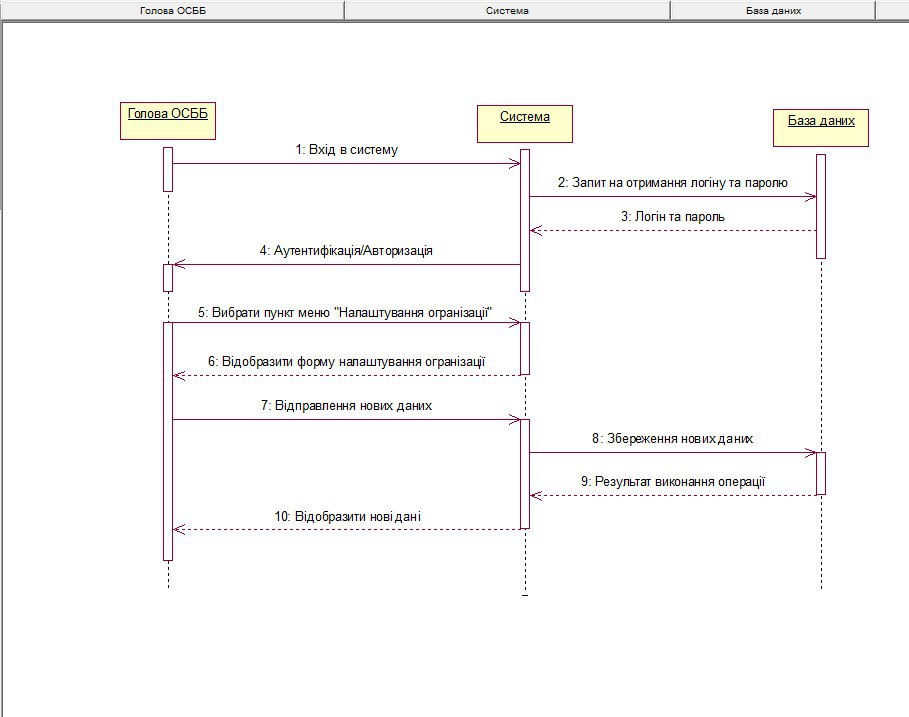 Голова ОСББ
Система
База даних
Голова ОСББ
Система
База даних
1: Вхід в систему
2: Запит на отримання логіну та паролю
3: Логін та пароль
4: Аутентифікація/Авторизація
5: Вибрати пункт меню "Налаштування огранізації"
6: Відобразити форму налаштування огранізації
7: Відправлення нових даних
8: Збереження нових даних
9: Результат виконання операції
10: Відобразити нові дані